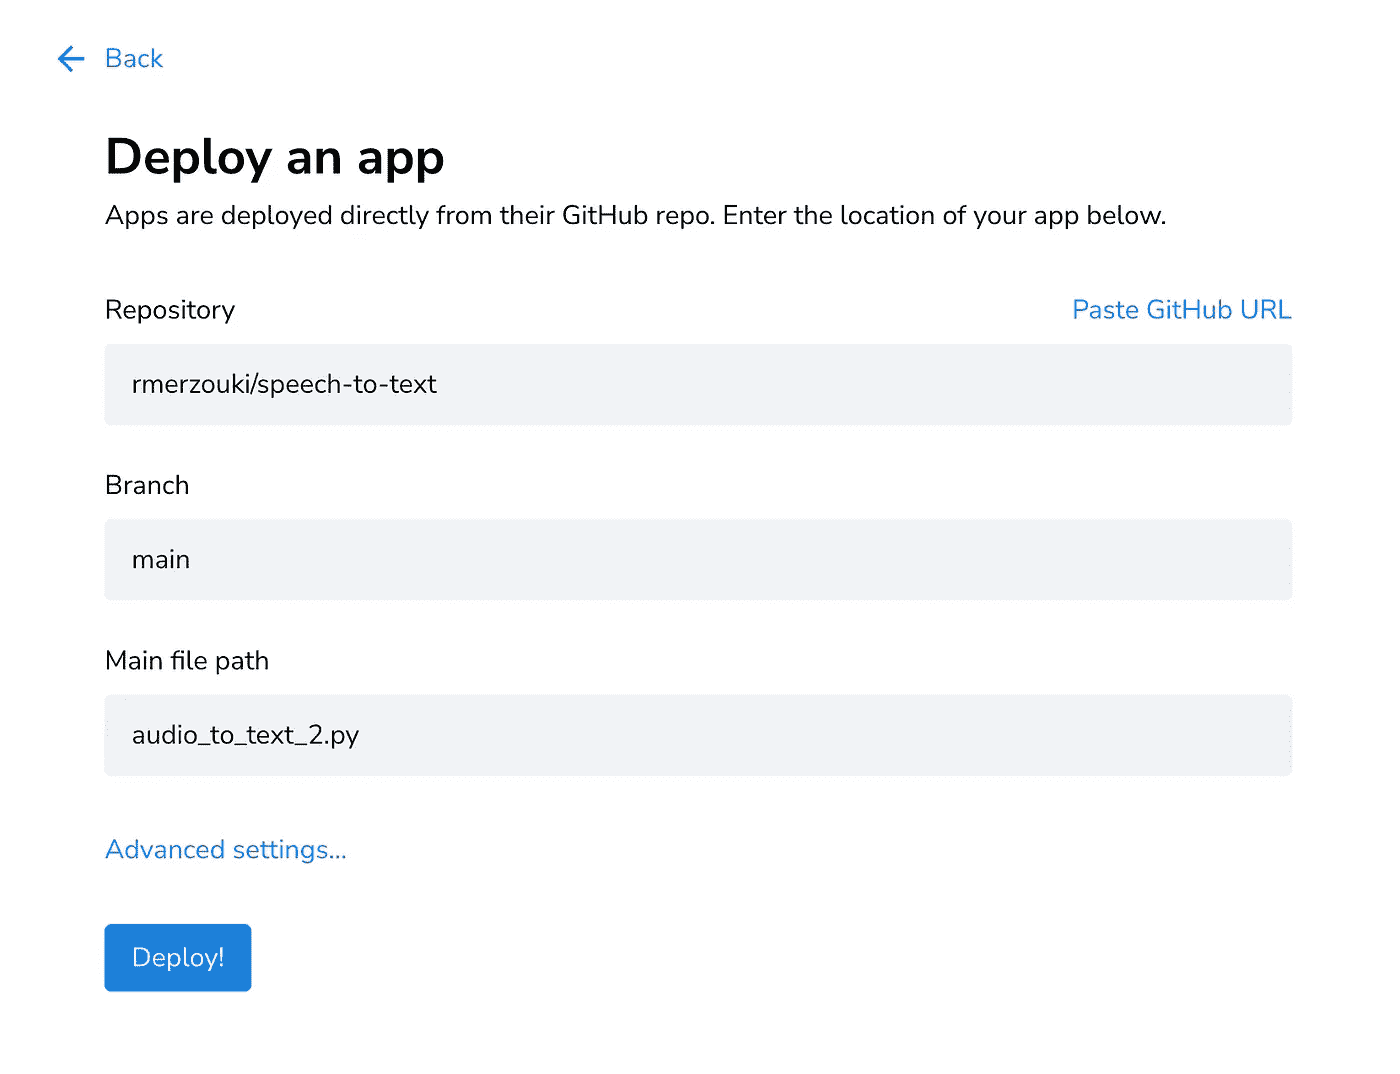 Back
Deploy an app
Apps are deployed directly from their GitHub repo. Enter the location of your app below.
Repository
Paste GitHub URL
rmerzouki/speech-to-text
Branch
main
Main file path
audio_to_text_2.py
Advanced settings...
Deploy!